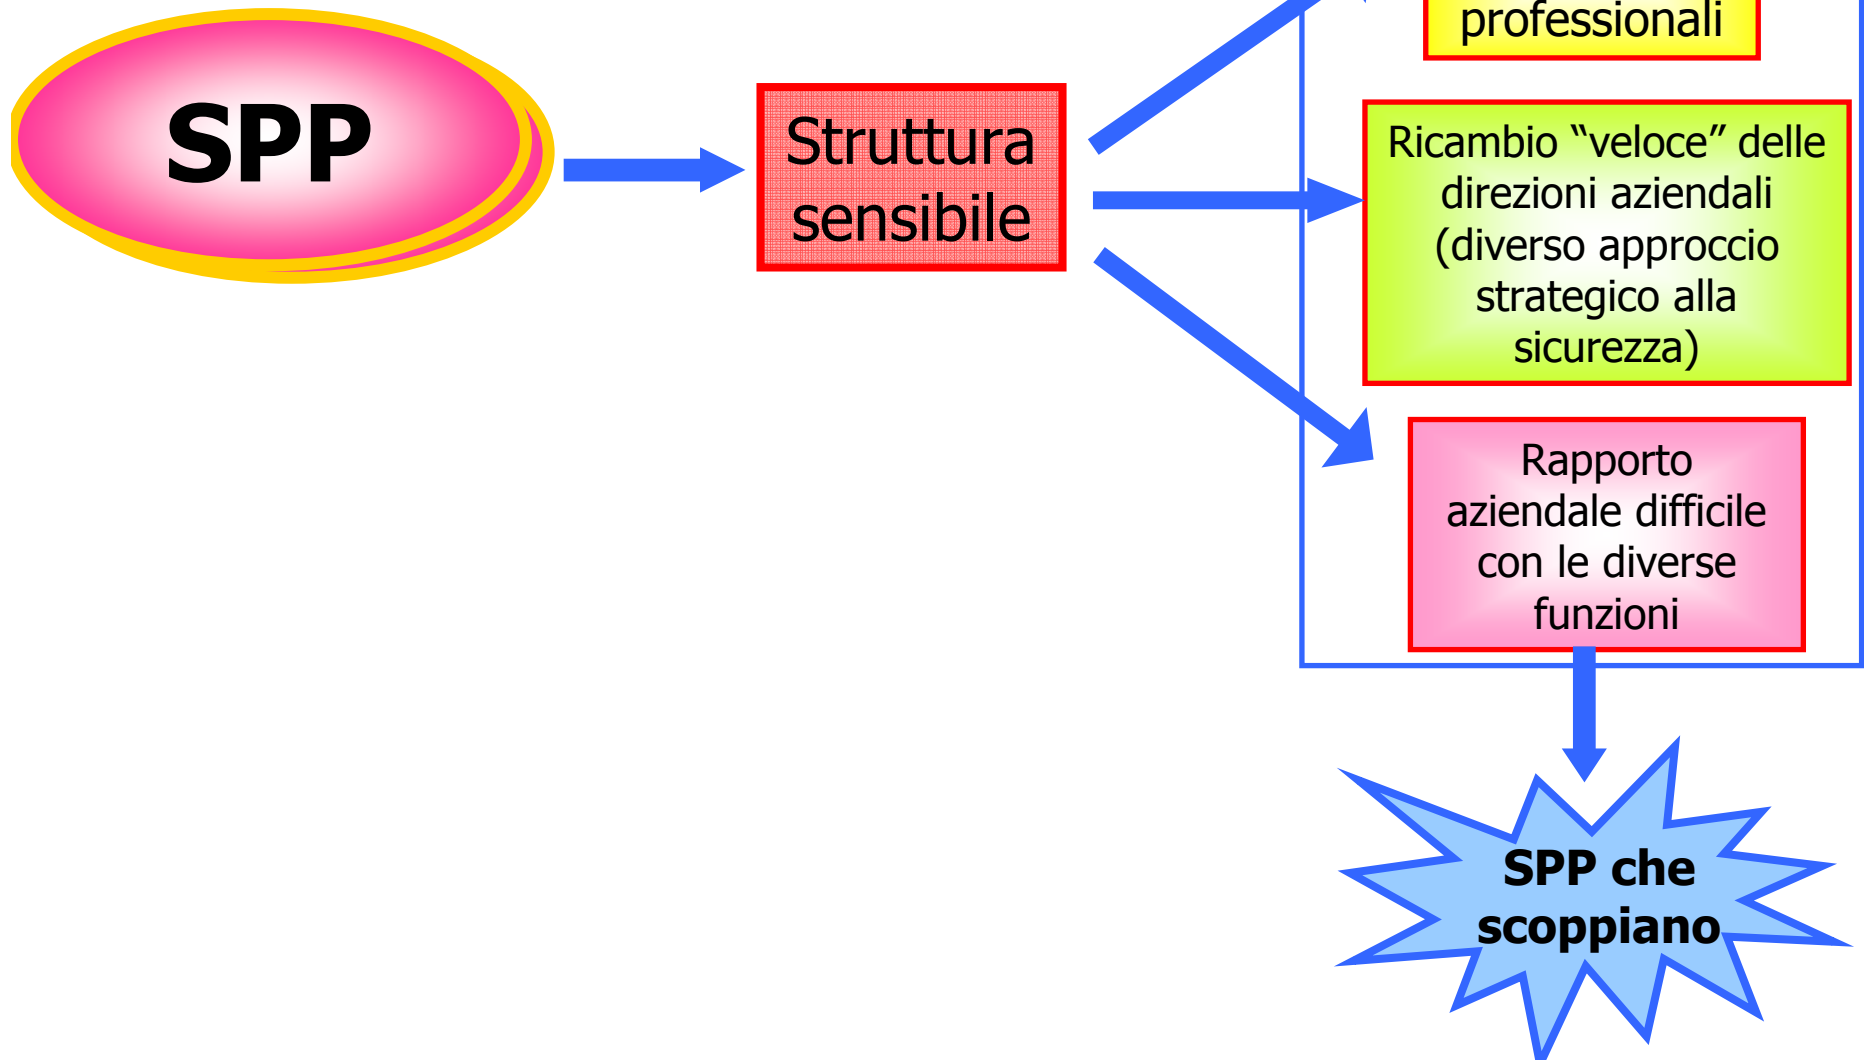 SPP
Struttura
sensibile
professionali
Ricambio “veloce” delle
direzioni aziendali
(diverso approccio
strategico alla
sicurezza)
Rapporto
aziendale difficile
con le diverse
funzioni
SPP che
scoppiano